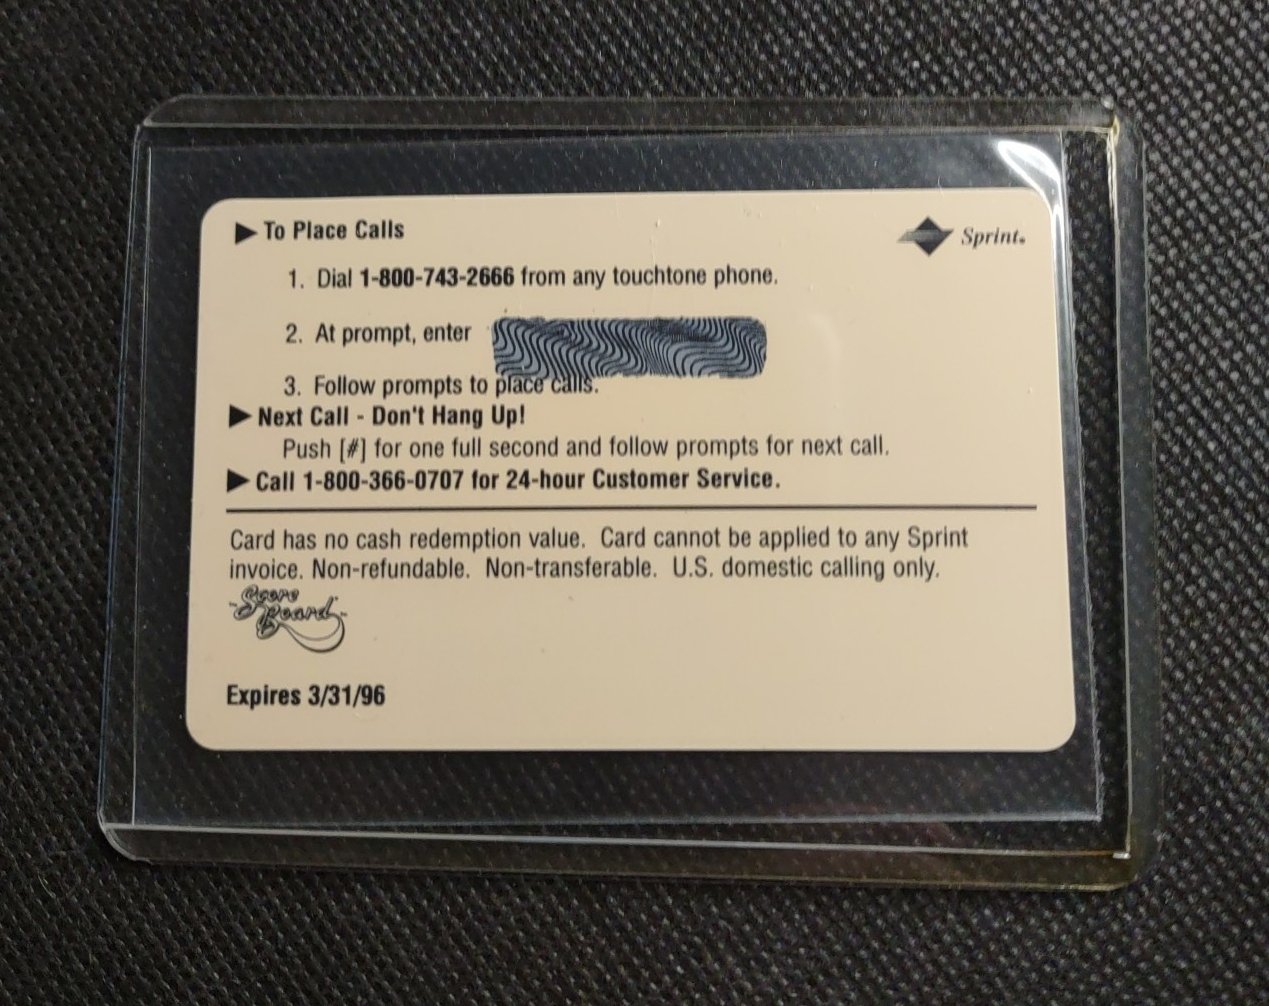 ▶ To Place Calls
Sprint.
1. Dial 1-800-743-2666 from any touchtone phone.
2. At prompt, enter
3. Follow prompts to place calls.
▶ Next Call - Don't Hang Up!
Push [#] for one full second and follow prompts for next call.
▶ Call 1-800-366-0707 for 24-hour Customer Service.
Card has no cash redemption value. Card cannot be applied to any Sprint
invoice. Non-refundable. Non-transferable. U.S. domestic calling only.
Score
Board
Expires 3/31/96